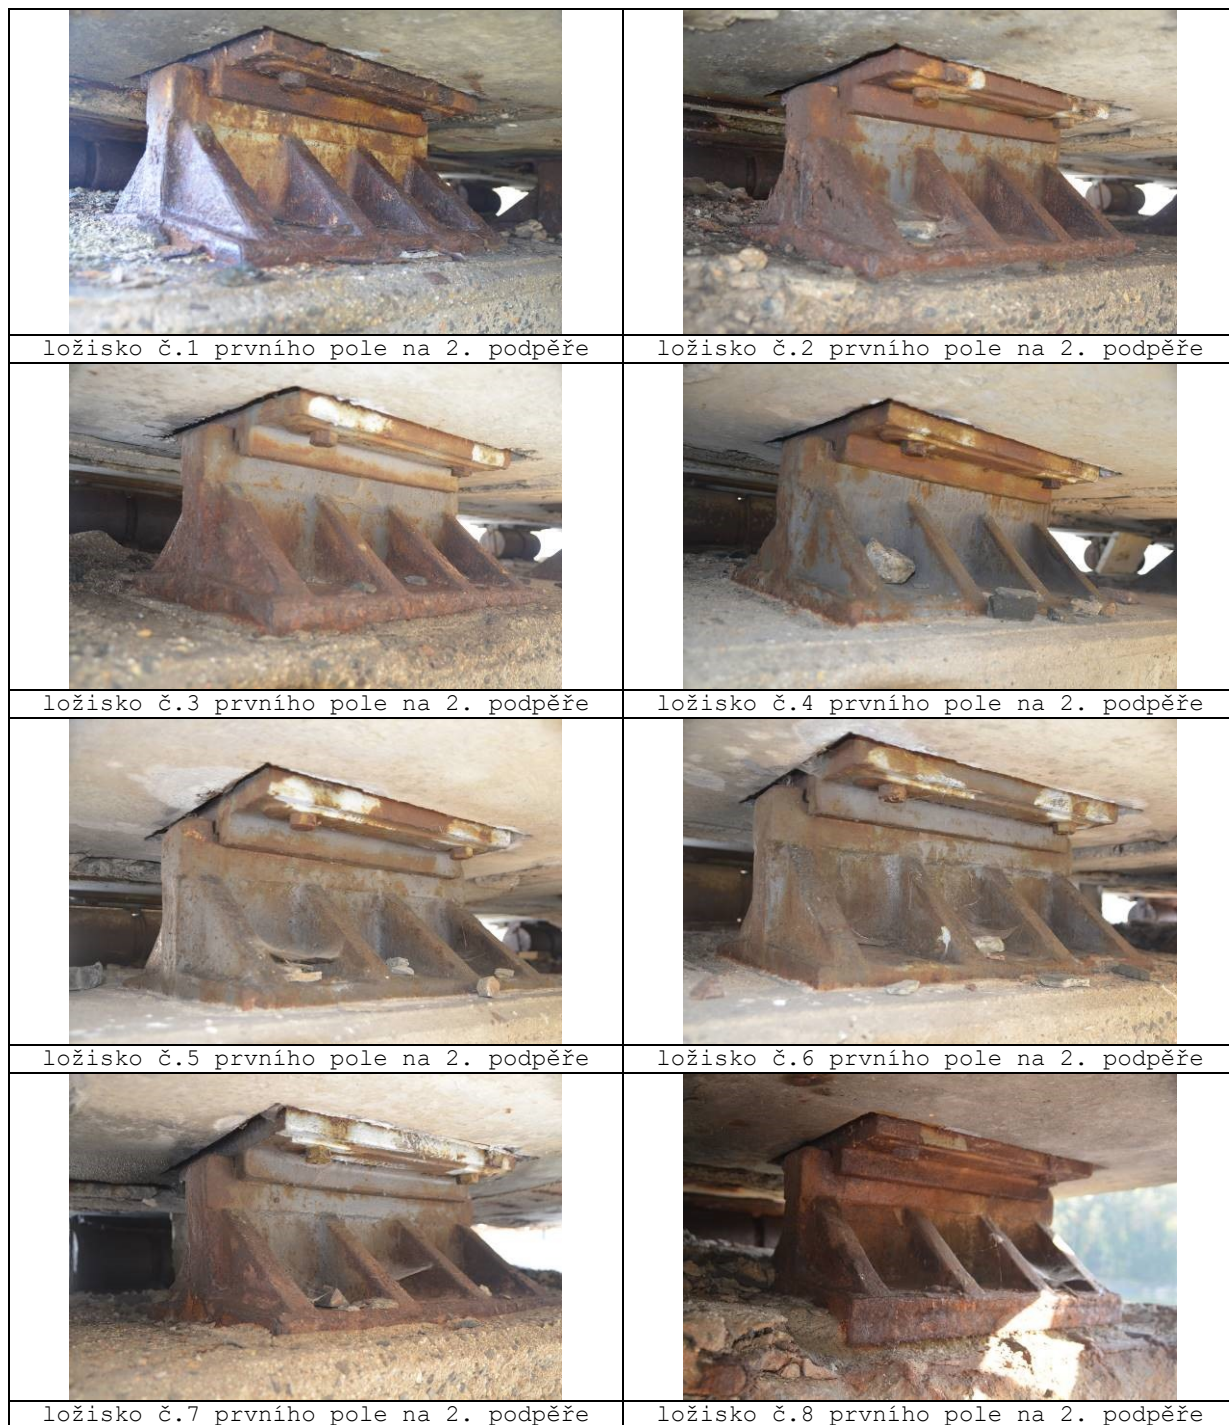 ložisko č.1 prvního pole na 2. podpěře
ložisko č.2 prvního pole na 2. podpěře
ložisko č.3 prvního pole na 2. podpěře
ložisko č.4 prvního pole na 2. podpěře
ložisko č.5 prvního pole na 2. podpěře
ložisko č.6 prvního pole na 2. podpěře
ložisko č.7 prvního pole na 2. podpěře
ložisko č.8 prvního pole na 2. podpěře